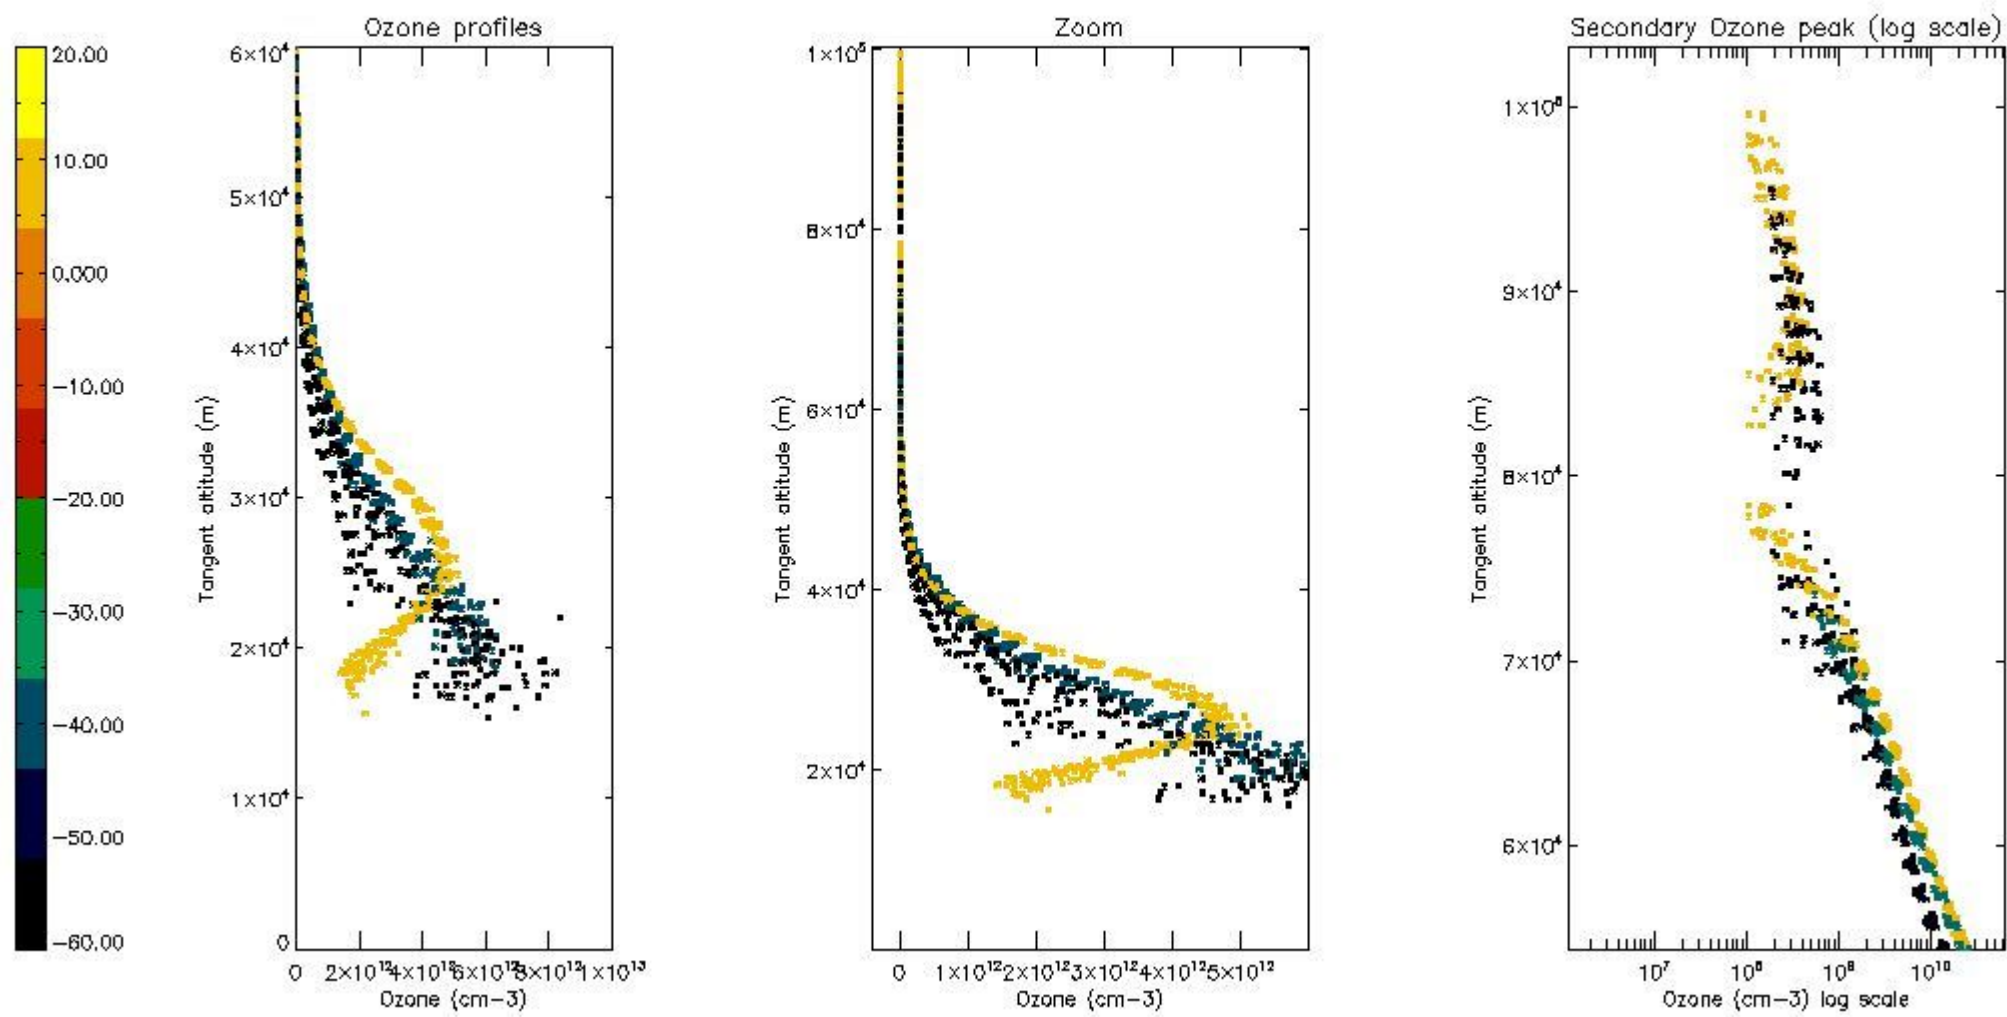 Ozone profiles
Zoom
Secondary Ozone peak (log scale)
20.00
10.00
0.000
−10.00
−20.00
−30.00
−40.00
−50.00
−60.00
6×10⁴
5×10⁴
4×10⁴
3×10⁴
2×10⁴
1×10⁴
0
Tangent altitude (m)
0 2×10¹² 4×10¹² 6×10¹² 8×10¹² 1×10¹³
Ozone (cm−3)
1×10⁵
8×10⁴
6×10⁴
4×10⁴
2×10⁴
Tangent altitude (m)
0 1×10¹² 2×10¹² 3×10¹² 4×10¹² 5×10¹²
Ozone (cm−3)
1×10⁵
9×10⁴
8×10⁴
7×10⁴
6×10⁴
Tangent altitude (m)
10⁷ 10⁸ 10⁹ 10¹⁰
Ozone (cm−3) log scale